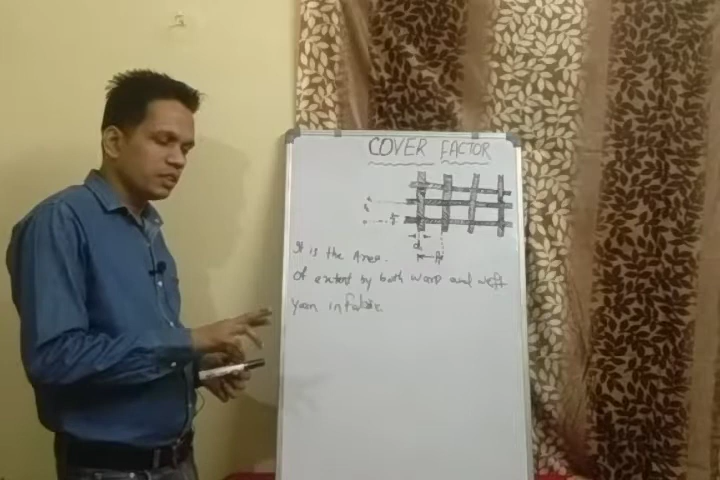 COVER FACTOR
d
It is the Area.
Of extent by both warp and weft
Yarn in Fabric